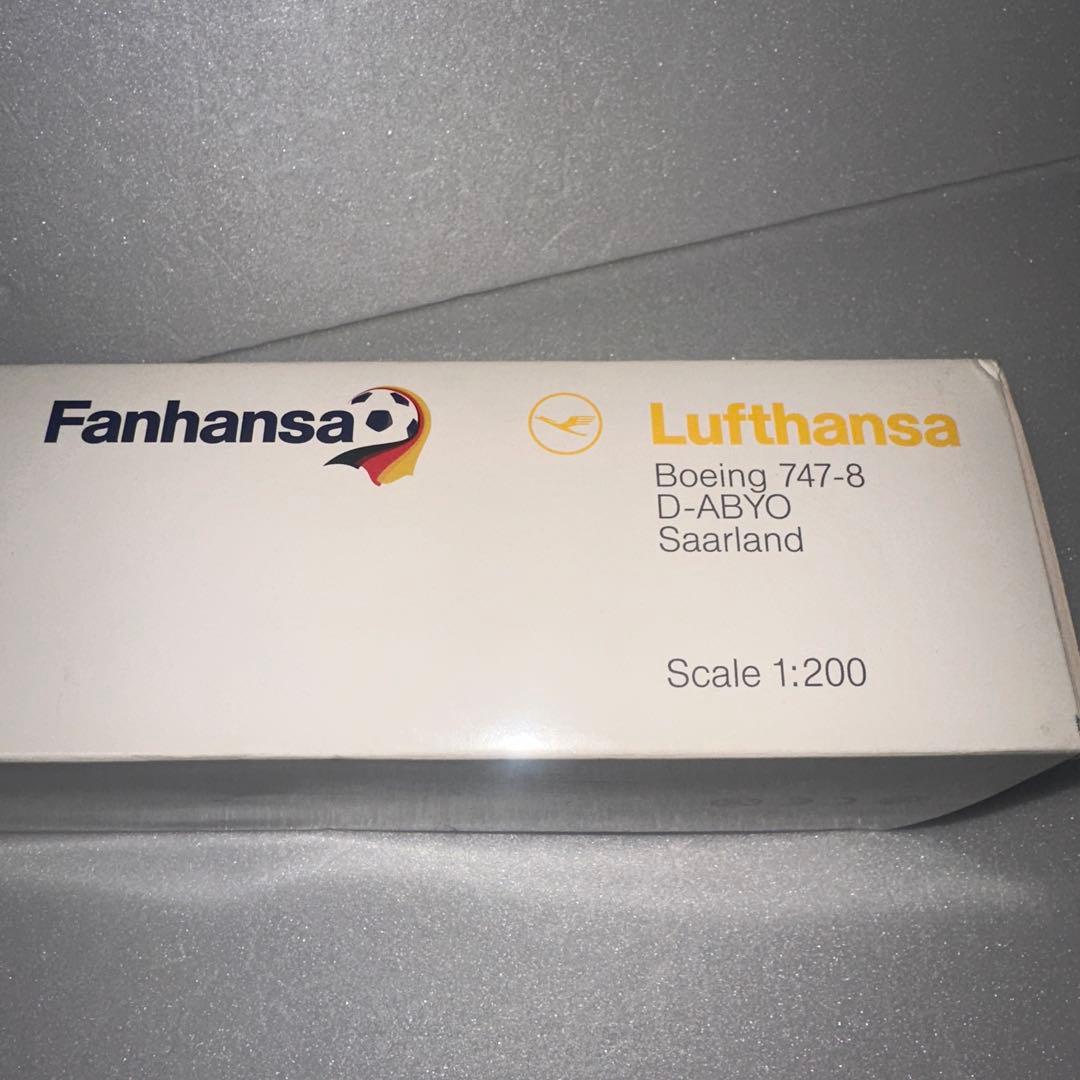 Fanhansa
Lufthansa
Boeing 747-8
D-ABYO
Saarland
Scale 1:200